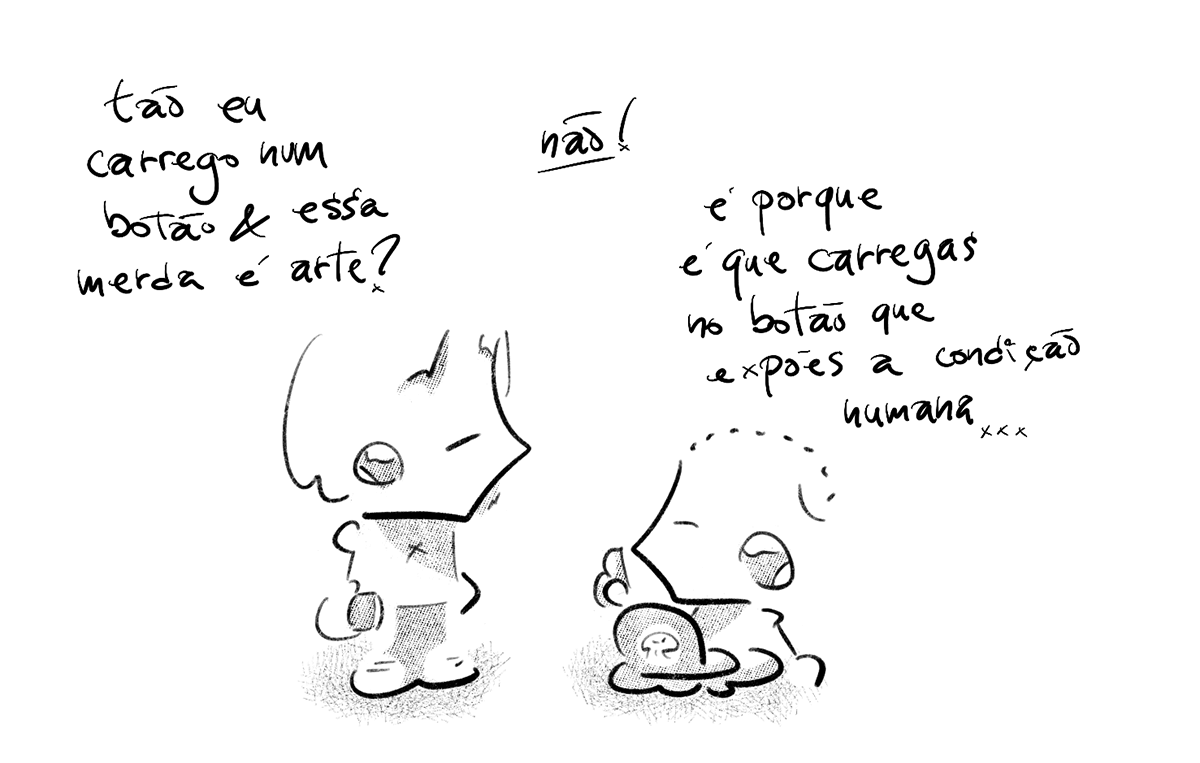 tão eu
carrego num
botão & essa
merda é arte?
não!
é porque
é que carregas
no botão que
expões a condição
humana...